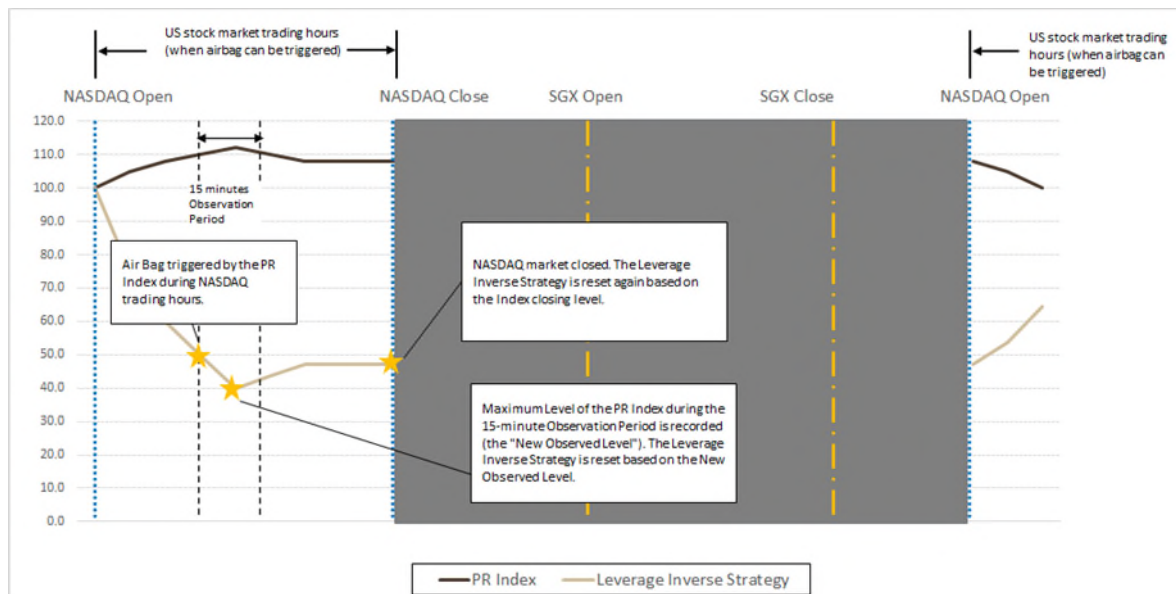 US stock market trading hours
(when airbag can be triggered)
US stock market trading
hours (when airbag can
be triggered)
NASDAQ Open
NASDAQ Close
SGX Open
SGX Close
NASDAQ Open
120.0
110.0
100.0
90.0
80.0
70.0
60.0
50.0
40.0
30.0
20.0
10.0
0.0
15 minutes
Observation
Period
Air Bag triggered by the PR
Index during NASDAQ
trading hours.
NASDAQ market closed. The Leverage
Inverse Strategy is reset again based on
the Index closing level.
Maximum Level of the PR Index during the
15-minute Observation Period is recorded
(the "New Observed Level"). The Leverage
Inverse Strategy is reset based on the New
Observed Level.
PR Index
Leverage Inverse Strategy